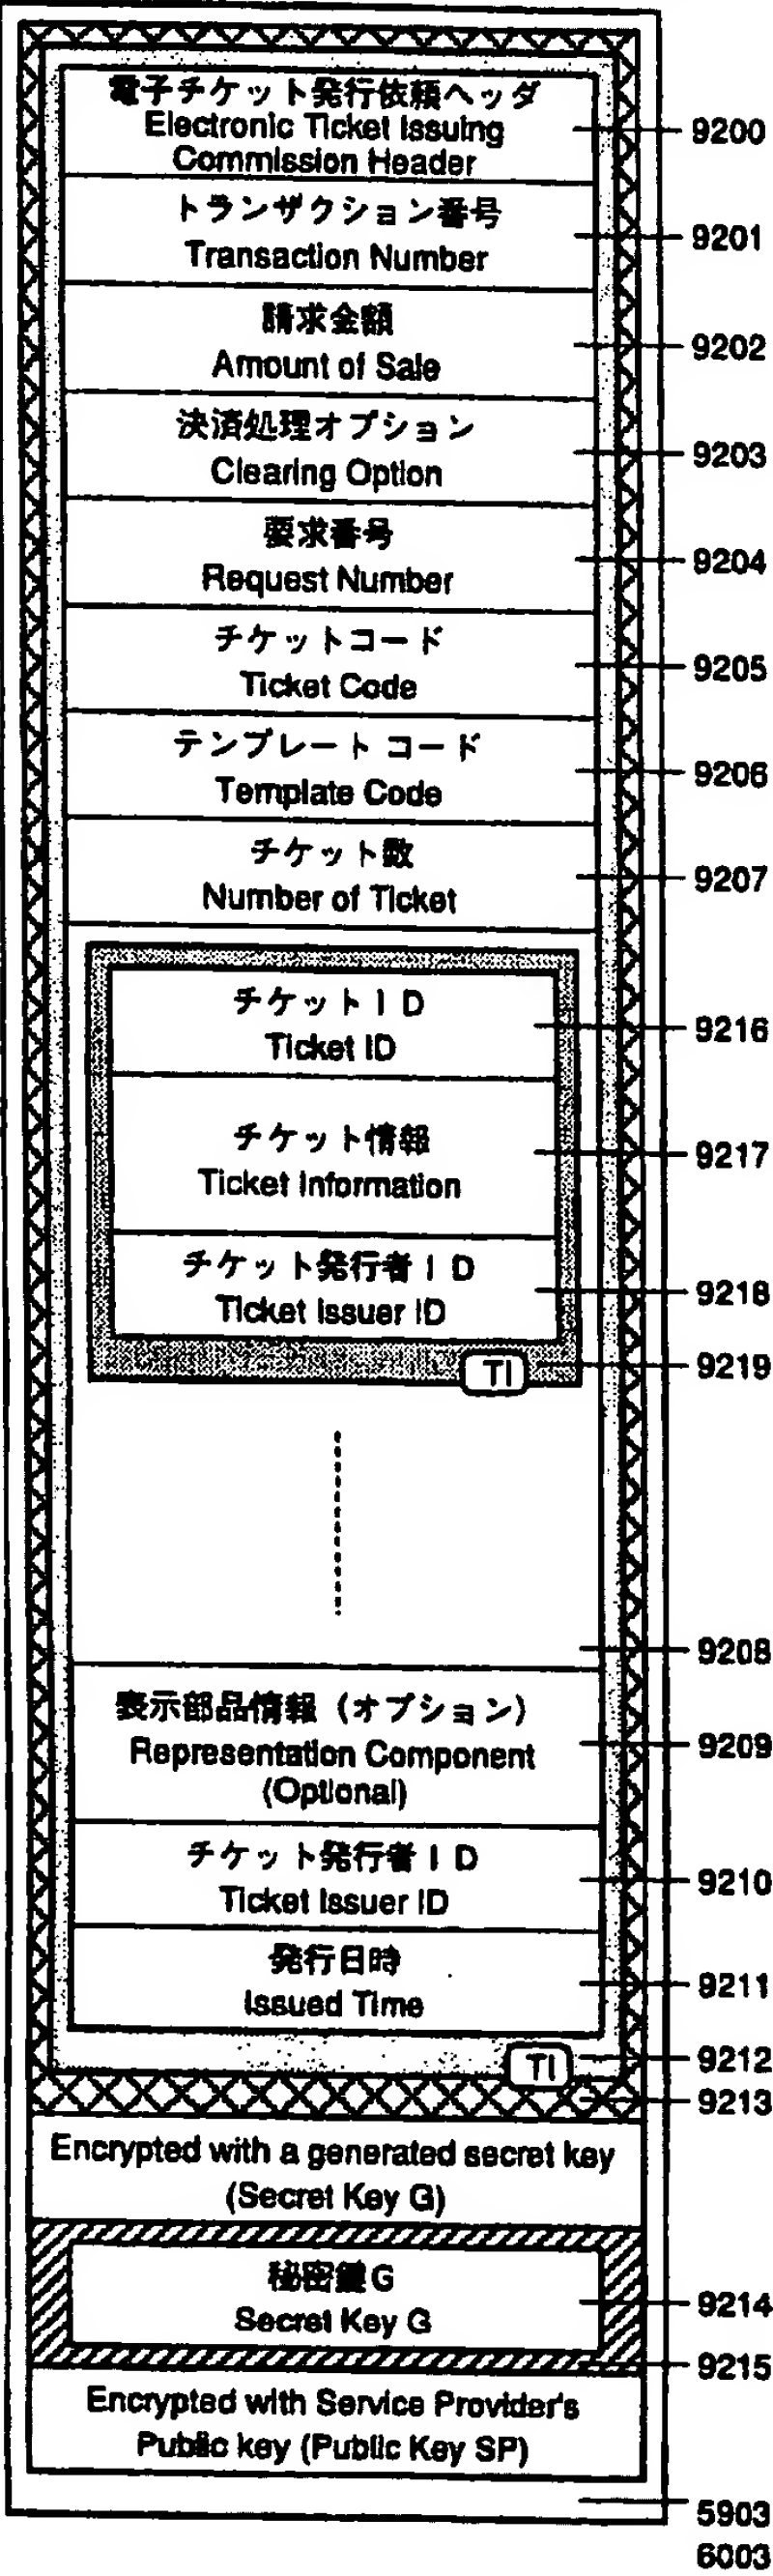 電子チケット発行依頼ヘッダ
Electronic Ticket Issuing
Commission Header
9200
トランザクション番号
Transaction Number
9201
請求金額
Amount of Sale
9202
決済処理オプション
Clearing Option
9203
要求番号
Request Number
9204
チケットコード
Ticket Code
9205
テンプレート コード
Template Code
9206
チケット数
Number of Ticket
9207
チケットID
Ticket ID
9216
チケット情報
Ticket Information
9217
チケット発行者ID
Ticket Issuer ID
9218
TI
9219
9208
表示部品情報（オプション）
Representation Component
(Optional)
9209
チケット発行者ID
Ticket Issuer ID
9210
発行日時
Issued Time
9211
TI
9212
9213
Encrypted with a generated secret key
(Secret Key G)
秘密鍵G
Secret Key G
9214
9215
Encrypted with Service Provider's
Public key (Public Key SP)
5903
6003